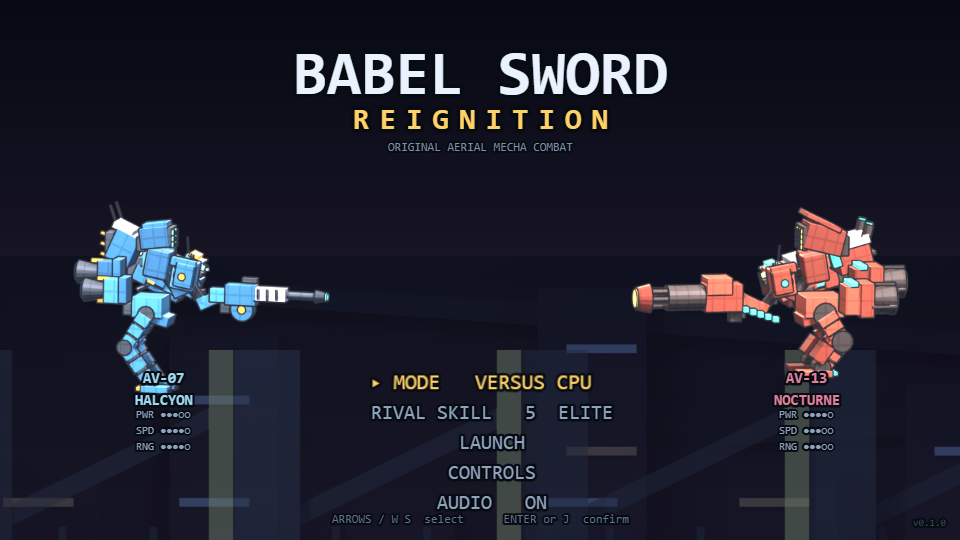 BABEL SWORD
REIGNITION
ORIGINAL AERIAL MECHA COMBAT
AV-07
HALCYON
PWR ●●●○○
SPD ●●●●○
RNG ●●●●○
▸ MODE VERSUS CPU
RIVAL SKILL 5 ELITE
LAUNCH
CONTROLS
AUDIO ON
AV-13
NOCTURNE
PWR ●●●●○
SPD ●●●○○
RNG ●●●○○
ARROWS / W S select ENTER or J confirm
v0.1.0